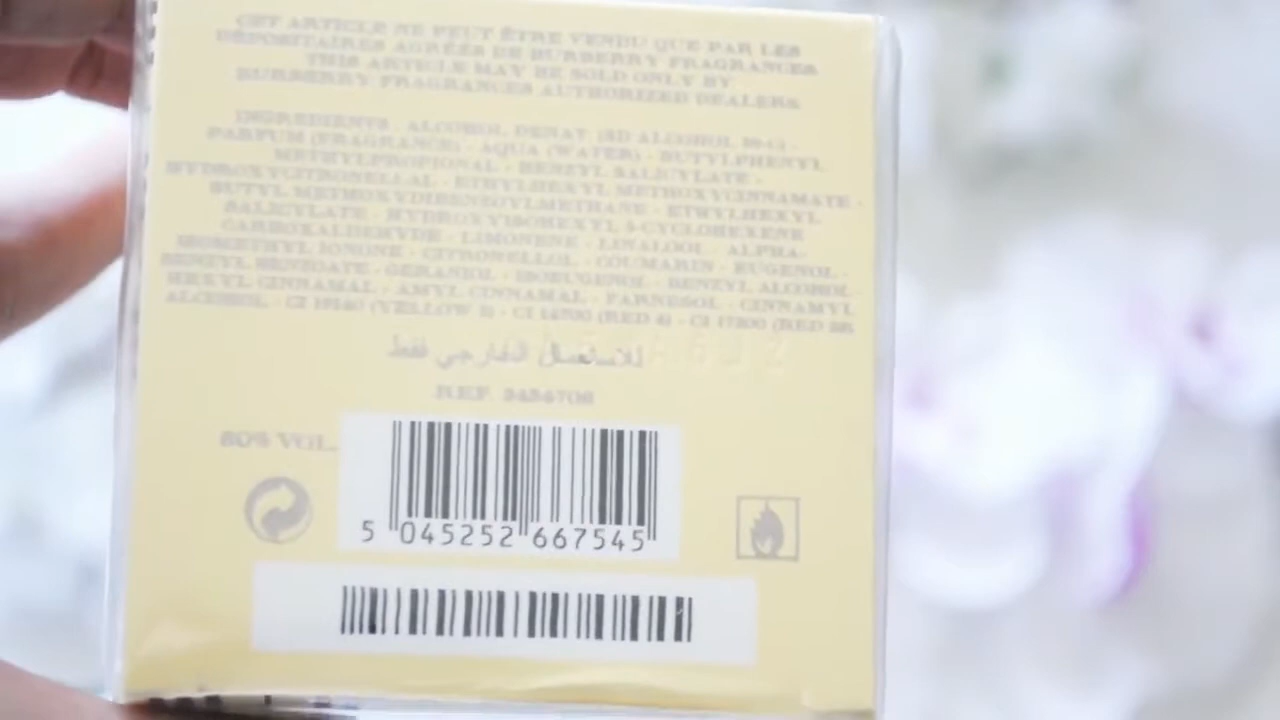 CET ARTICLE NE PEUT ÊTRE VENDU QUE PAR LES
DÉPOSITAIRES AGRÉÉS DE BURBERRY FRAGRANCES
THIS ARTICLE MAY BE SOLD ONLY BY
BURBERRY FRAGRANCES AUTHORIZED DEALERS
INGREDIENTS · ALCOHOL DENAT (SD ALCOHOL 39-C) ·
PARFUM (FRAGRANCE) · AQUA (WATER) · BUTYLPHENYL
METHYLPROPIONAL · BENZYL SALICYLATE ·
HYDROXYCITRONELLAL · ETHYLHEXYL METHOXYCINNAMATE ·
BUTYL METHOXYDIBENZOYLMETHANE · ETHYLHEXYL
SALICYLATE · HYDROXYISOHEXYL 3-CYCLOHEXENE
CARBOXALDEHYDE · LIMONENE · LINALOOL · ALPHA-
ISOMETHYL IONONE · CITRONELLOL · COUMARIN · EUGENOL ·
BENZYL BENZOATE · GERANIOL · ISOEUGENOL · BENZYL ALCOHOL ·
HEXYL CINNAMAL · AMYL CINNAMAL · FARNESOL · CINNAMYL
ALCOHOL · CI 19140 (YELLOW 5) · CI 14700 (RED 4) · CI 17200 (RED 33)
للاستعمال الخارجي فقط
REF.
80% VOL.
5 045252 667545